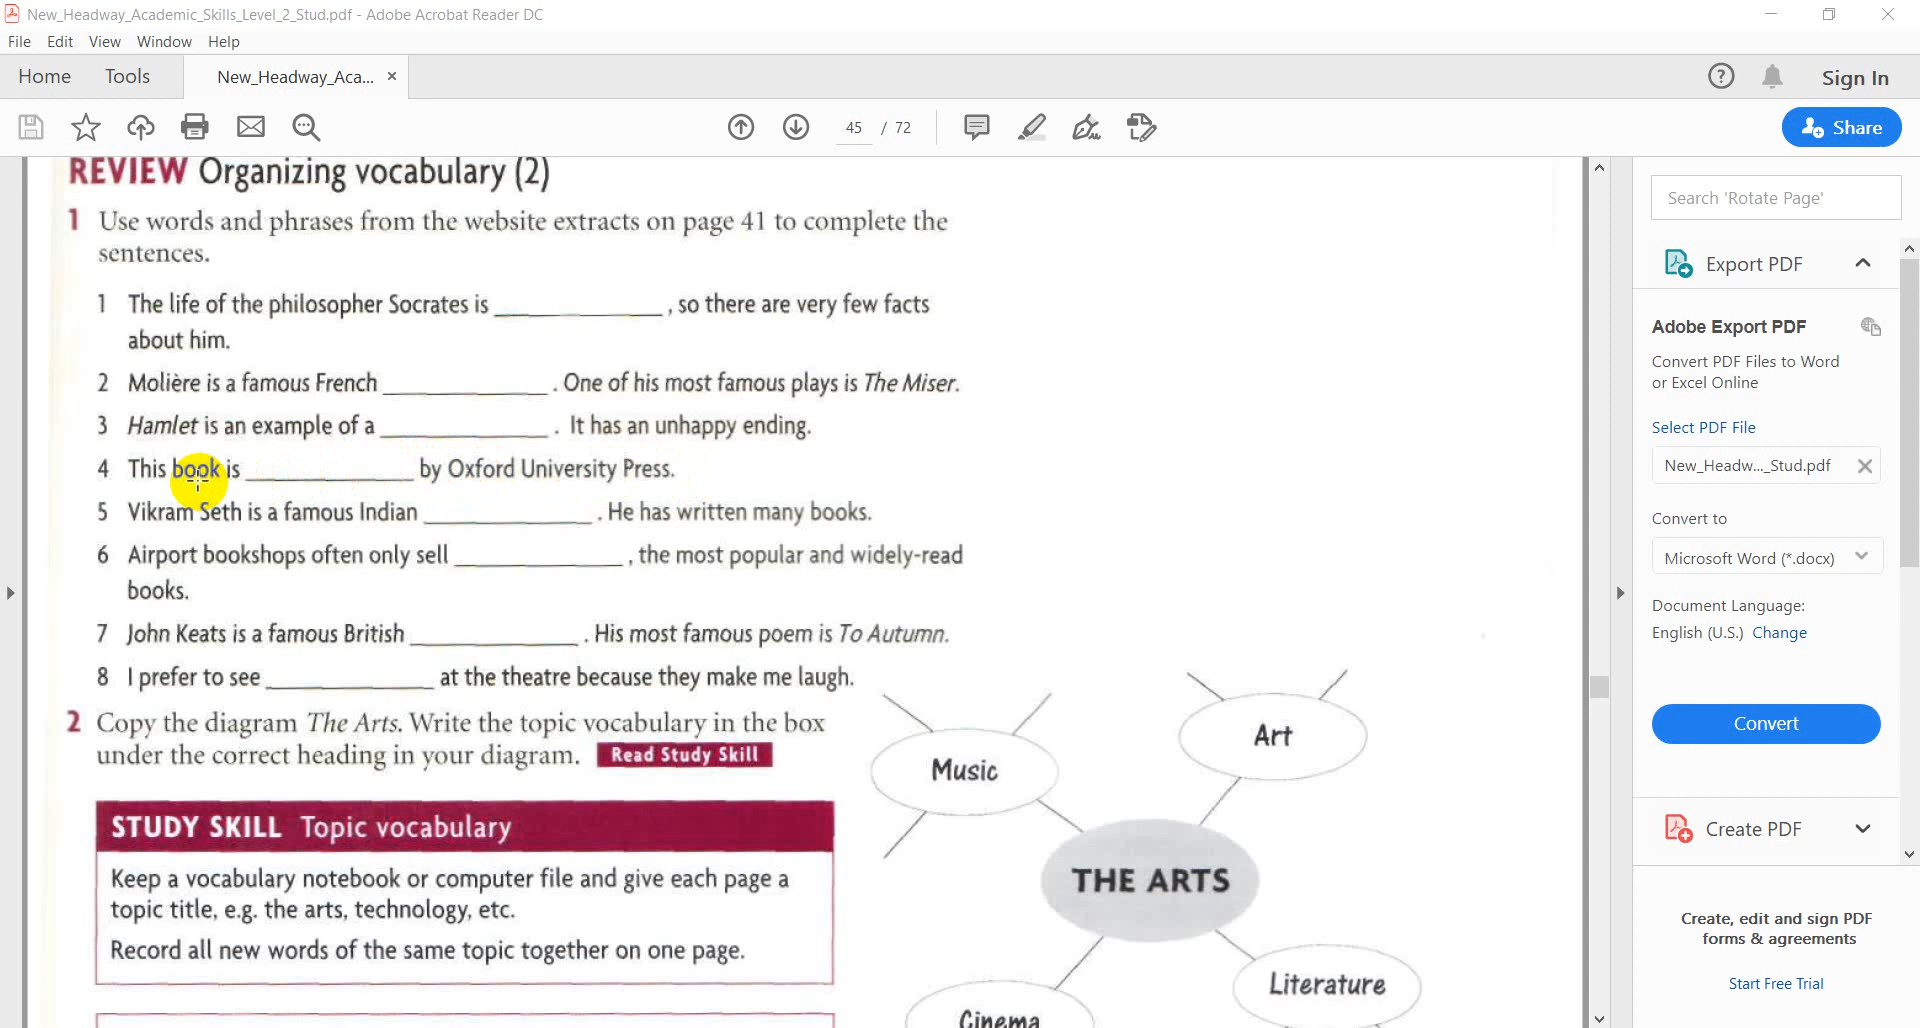 New_Headway_Academic_Skills_Level_2_Stud.pdf - Adobe Acrobat Reader DC
File Edit View Window Help
Home Tools New_Headway_Aca... × Sign In
45 / 72 Share
REVIEW Organizing vocabulary (2)
1 Use words and phrases from the website extracts on page 41 to complete the
sentences.
1 The life of the philosopher Socrates is ____________, so there are very few facts
about him.
2 Molière is a famous French ____________. One of his most famous plays is The Miser.
3 Hamlet is an example of a ____________. It has an unhappy ending.
4 This book is ____________ by Oxford University Press.
5 Vikram Seth is a famous Indian ____________. He has written many books.
6 Airport bookshops often only sell ____________, the most popular and widely-read
books.
7 John Keats is a famous British ____________. His most famous poem is To Autumn.
8 I prefer to see ____________ at the theatre because they make me laugh.
2 Copy the diagram The Arts. Write the topic vocabulary in the box
under the correct heading in your diagram. Read Study Skill
STUDY SKILL Topic vocabulary
Keep a vocabulary notebook or computer file and give each page a
topic title, e.g. the arts, technology, etc.
Record all new words of the same topic together on one page.
Music
Art
THE ARTS
Literature
Cinema
Search 'Rotate Page'
Export PDF
Adobe Export PDF
Convert PDF Files to Word
or Excel Online
Select PDF File
New_Headw..._Stud.pdf
Convert to
Microsoft Word (*.docx)
Document Language:
English (U.S.) Change
Convert
Create PDF
Create, edit and sign PDF
forms & agreements
Start Free Trial